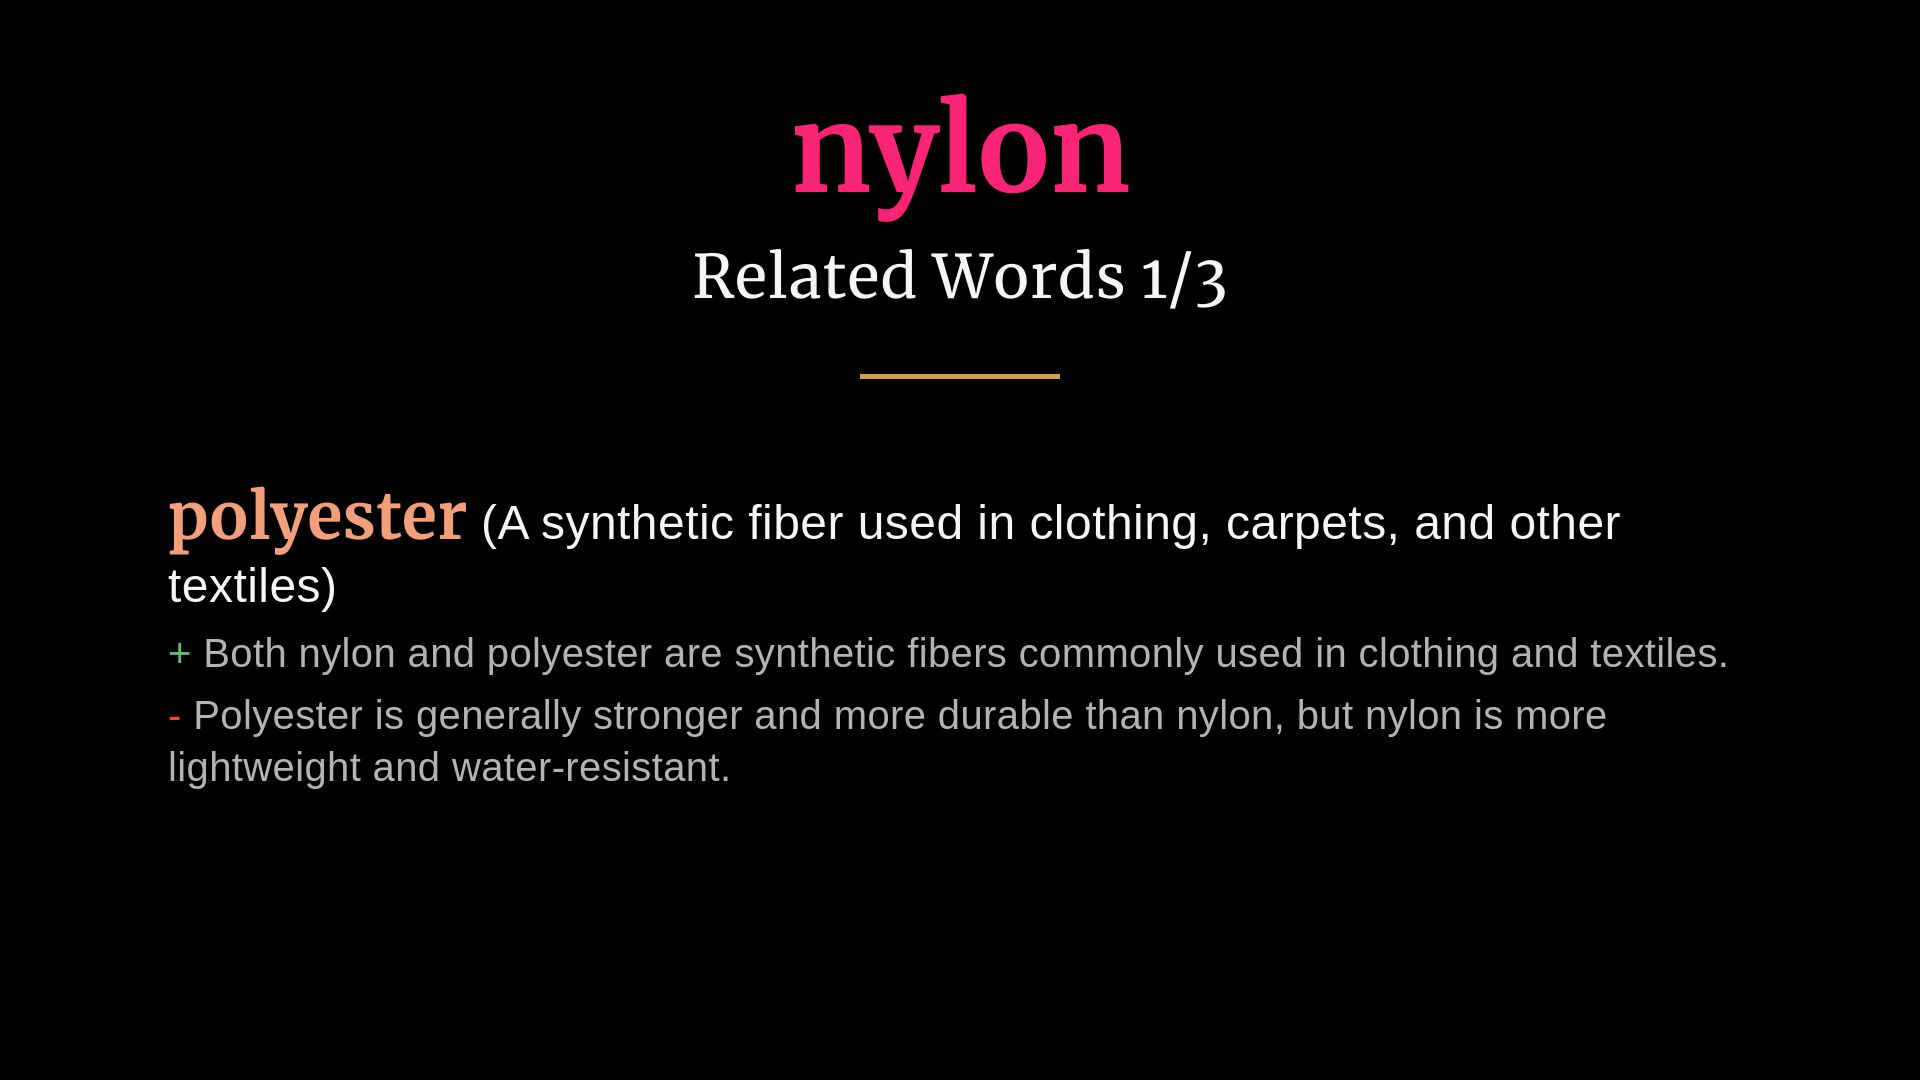 nylon
Related Words 1/3
polyester (A synthetic fiber used in clothing, carpets, and other
textiles)
+ Both nylon and polyester are synthetic fibers commonly used in clothing and textiles.
- Polyester is generally stronger and more durable than nylon, but nylon is more
lightweight and water-resistant.